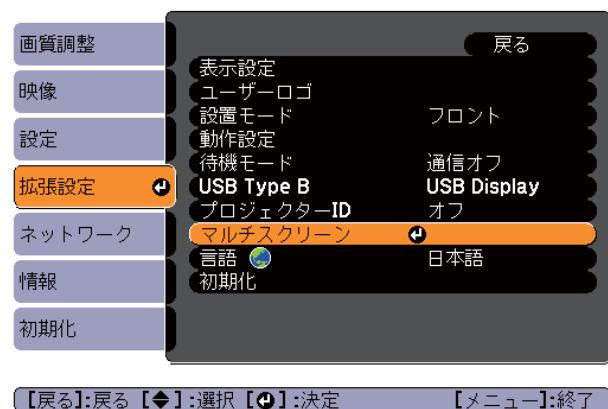 画質調整
映像
設定
拡張設定
ネットワーク
情報
初期化
戻る
表示設定
ユーザーロゴ
設置モード フロント
動作設定
待機モード 通信オフ
USB Type B USB Display
プロジェクターID オフ
マルチスクリーン
言語 日本語
初期化
【戻る】:戻る 【◆】:選択 【↵】:決定 【メニュー】:終了